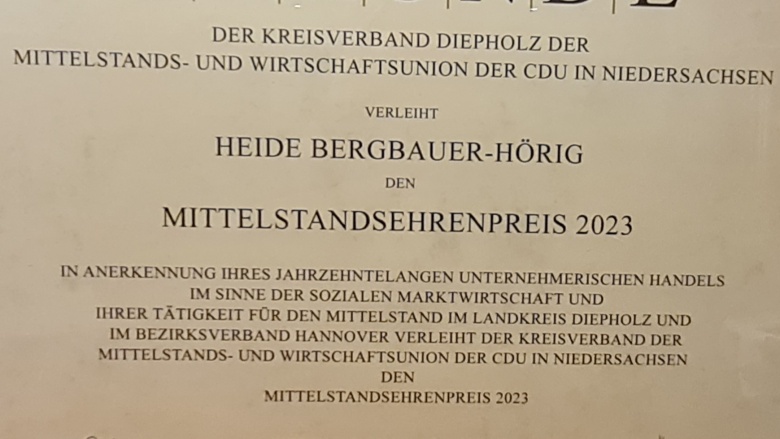 DER KREISVERBAND DIEPHOLZ DER
MITTELSTANDS- UND WIRTSCHAFTSUNION DER CDU IN NIEDERSACHSEN
VERLEIHT
HEIDE BERGBAUER-HÖRIG
DEN
MITTELSTANDSEHRENPREIS 2023
IN ANERKENNUNG IHRES JAHRZEHNTELANGEN UNTERNEHMERISCHEN HANDELS
IM SINNE DER SOZIALEN MARKTWIRTSCHAFT UND
IHRER TÄTIGKEIT FÜR DEN MITTELSTAND IM LANDKREIS DIEPHOLZ UND
IM BEZIRKSVERBAND HANNOVER VERLEIHT DER KREISVERBAND DER
MITTELSTANDS- UND WIRTSCHAFTSUNION DER CDU IN NIEDERSACHSEN
DEN
MITTELSTANDSEHRENPREIS 2023